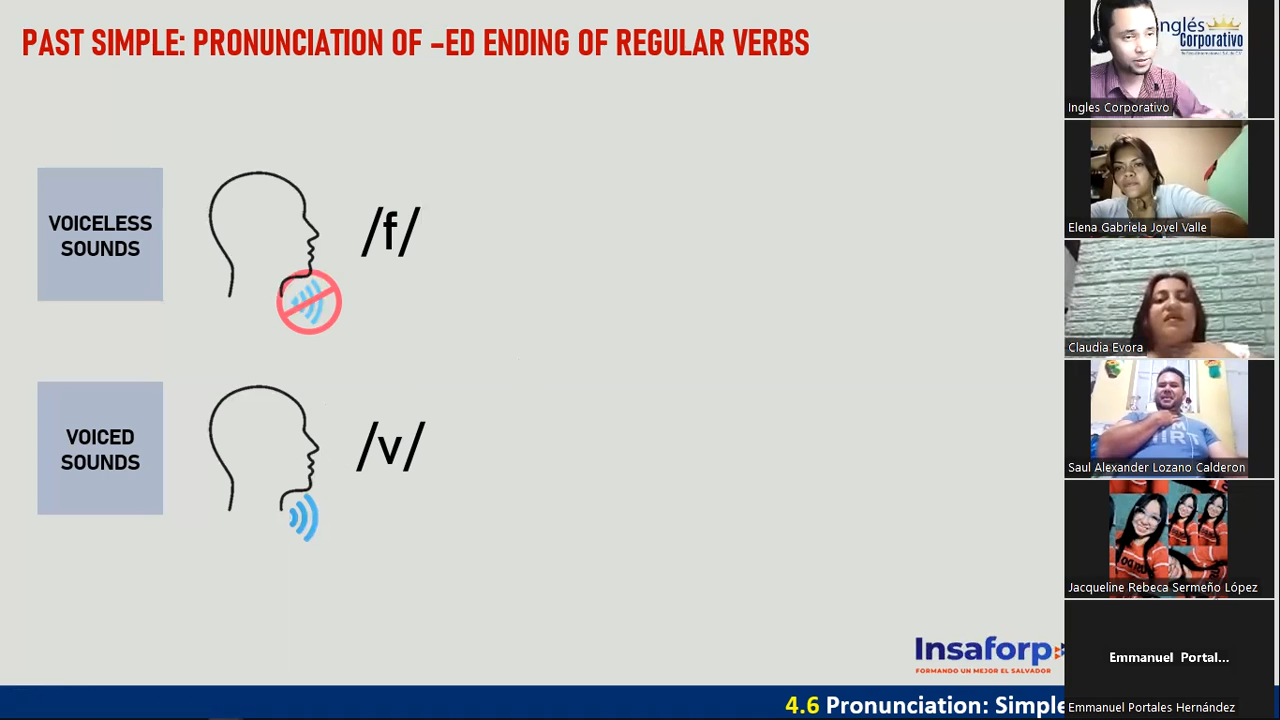 PAST SIMPLE: PRONUNCIATION OF -ED ENDING OF REGULAR VERBS
VOICELESS
SOUNDS
/f/
VOICED
SOUNDS
/v/
Insaforp
FORMANDO UN MEJOR EL SALVADOR
4.6 Pronunciation: Simple
Inglés
Corporativo
Ingles Corporativo
Elena Gabriela Jovel Valle
Claudia Evora
Saul Alexander Lozano Calderon
Jacqueline Rebeca Sermeño López
Emmanuel Portal...
Emmanuel Portales Hernández